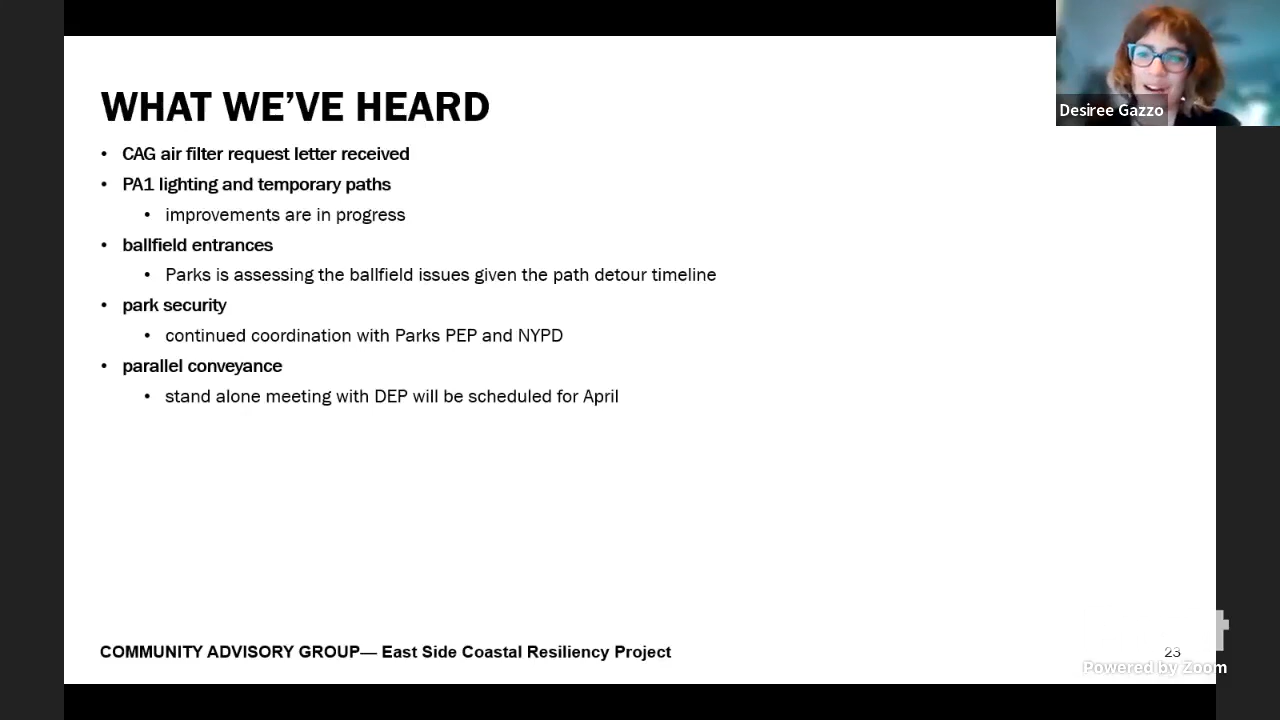 WHAT WE'VE HEARD
Desiree Gazzo
• CAG air filter request letter received
• PA1 lighting and temporary paths
• improvements are in progress
• ballfield entrances
• Parks is assessing the ballfield issues given the path detour timeline
• park security
• continued coordination with Parks PEP and NYPD
• parallel conveyance
• stand alone meeting with DEP will be scheduled for April
COMMUNITY ADVISORY GROUP— East Side Coastal Resiliency Project
23
Powered by Zoom